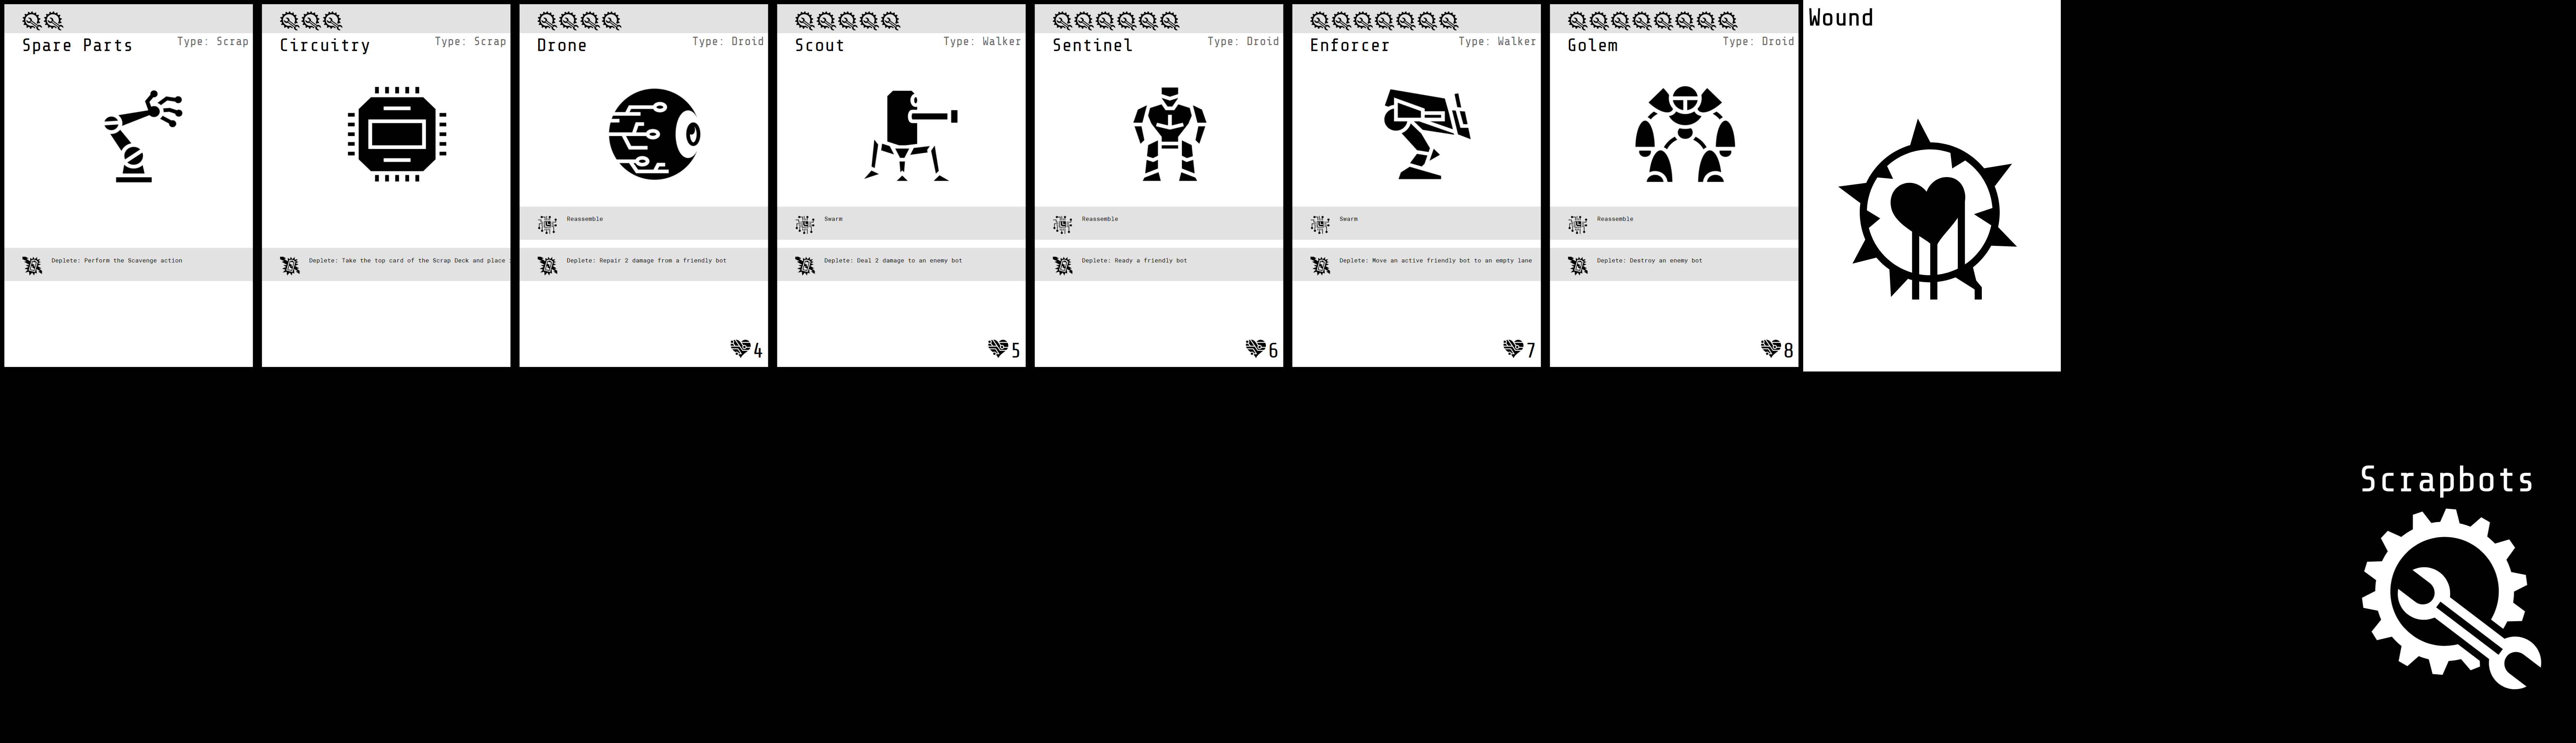 Spare Parts
Type: Scrap
Deplete: Perform the Scavenge action
Circuitry
Type: Scrap
Deplete: Take the top card of the Scrap Deck and place
Drone
Type: Droid
Reassemble
Deplete: Repair 2 damage from a friendly bot
4
Scout
Type: Walker
Swarm
Deplete: Deal 2 damage to an enemy bot
5
Sentinel
Type: Droid
Reassemble
Deplete: Ready a friendly bot
6
Enforcer
Type: Walker
Swarm
Deplete: Move an active friendly bot to an empty lane
7
Golem
Type: Droid
Reassemble
Deplete: Destroy an enemy bot
8
Wound
Scrapbots